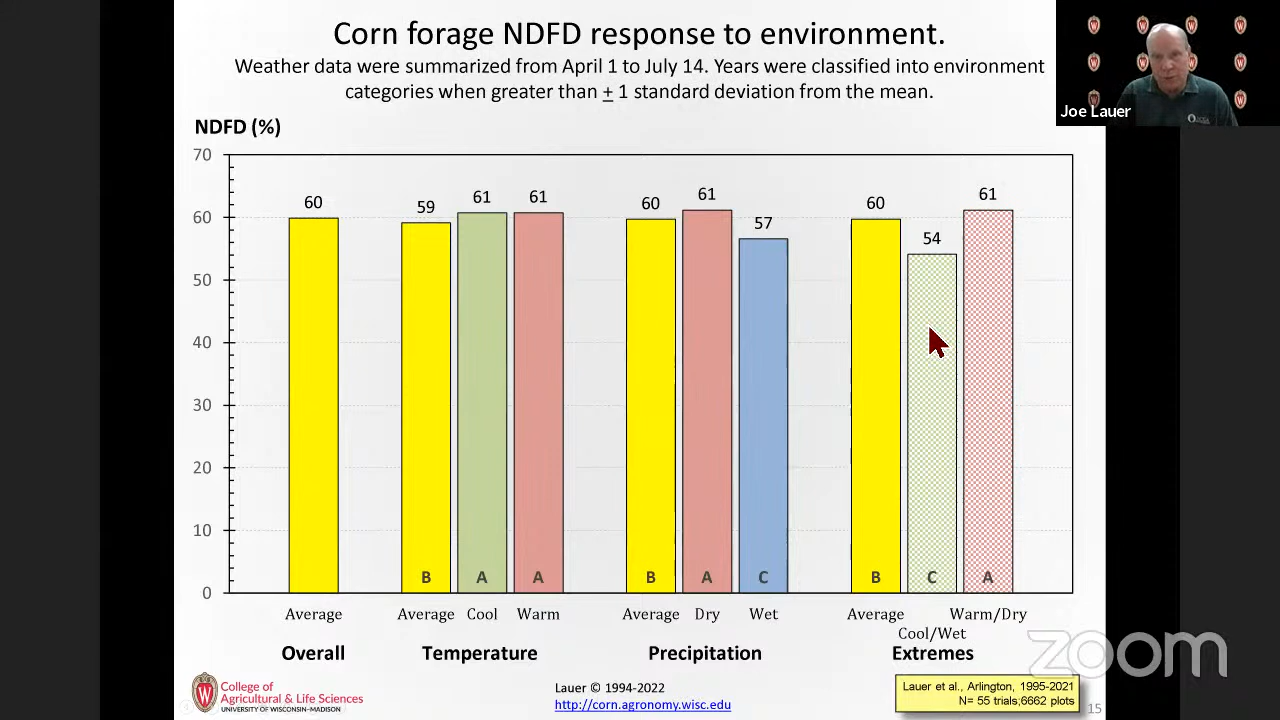 Corn forage NDFD response to environment.
Weather data were summarized from April 1 to July 14. Years were classified into environment
categories when greater than ± 1 standard deviation from the mean.
Joe Lauer
NDFD (%)
70
60
50
40
30
20
10
0
60
59
61
61
60
61
57
60
54
61
B
A
A
B
A
C
B
C
A
Average
Average
Cool
Warm
Average
Dry
Wet
Average
Cool/Wet
Warm/Dry
Overall
Temperature
Precipitation
Extremes
zoom
College of
Agricultural & Life Sciences
UNIVERSITY OF WISCONSIN–MADISON
Lauer © 1994-2022
http://corn.agronomy.wisc.edu
Lauer et al., Arlington, 1995-2021
N= 55 trials;6662 plots
15